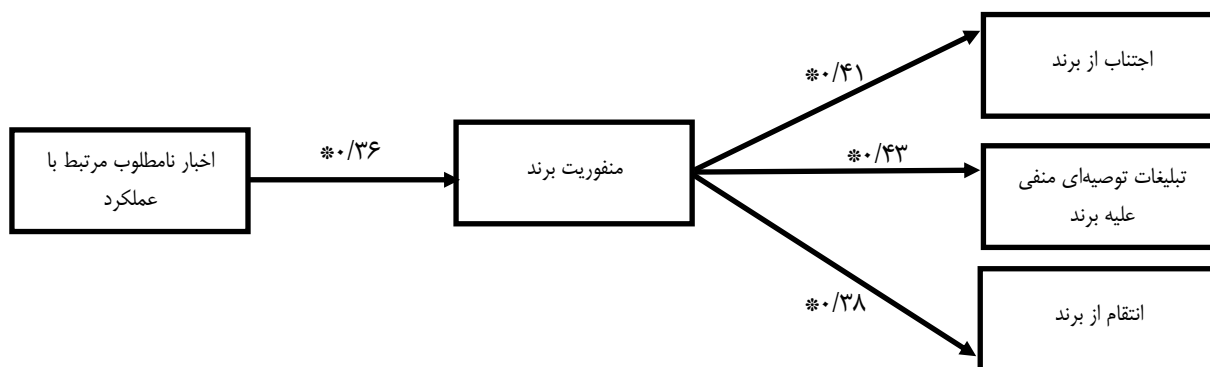 اجتناب از برند
*۰/۴۱
اخبار نامطلوب مرتبط با
عملکرد
*۰/۳۶
منفوریت برند
*۰/۴۳
تبلیغات توصیه‌ای منفی
علیه برند
*۰/۳۸
انتقام از برند